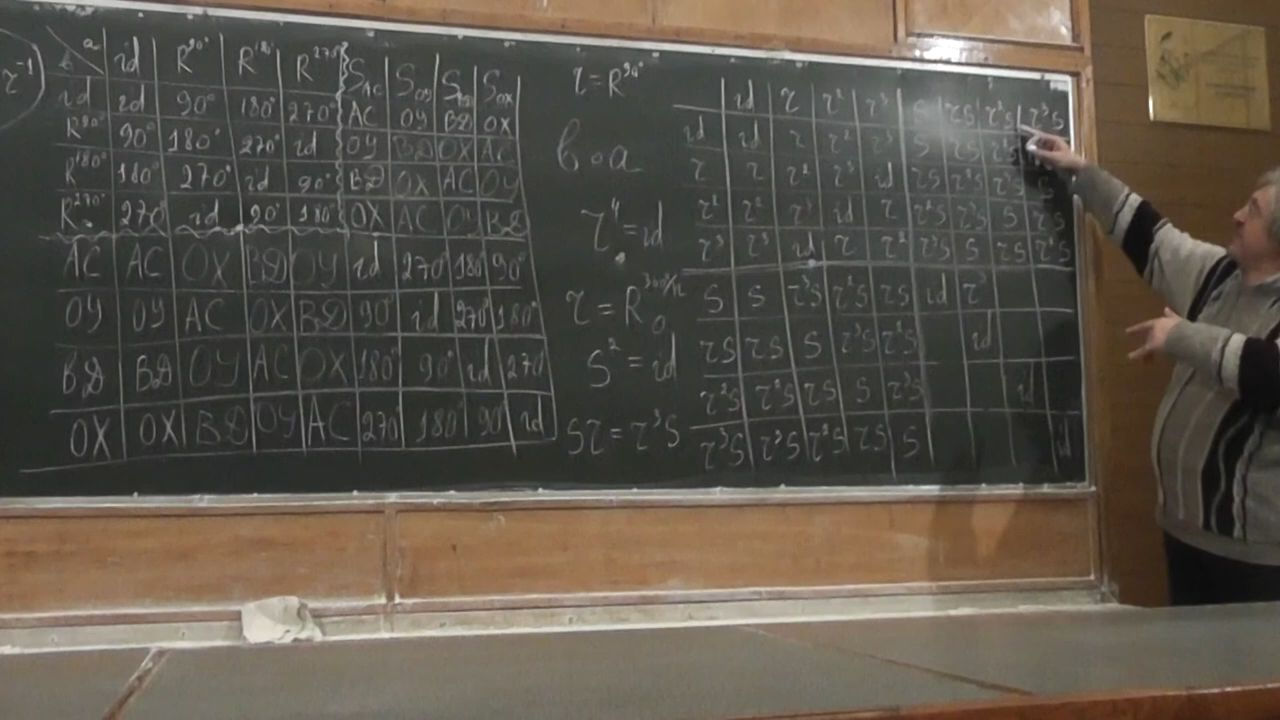 τ⁻¹
a id R⁹⁰° R¹⁸⁰° R²⁷⁰° S_AC S_OY S_BD S_OX
id id 90° 180° 270° AC OY BD OX
R⁹⁰° 90° 180° 270° id OY BD OX AC
R¹⁸⁰° 180° 270° id 90° BD OX AC OY
R²⁷⁰° 270° id 90° 180° OX AC OY BD
AC AC OX BD OY id 270° 180° 90°
OY OY AC OX BD 90° id 270° 180°
BD BD OY AC OX 180° 90° id 270
OX OX BD OY AC 270° 180° 90° id
τ = R⁹⁰°
b∘a
τ⁴ = id
S² = id
Sτ = τ³S
id τ τ² τ³ S τS τ²S τ³S
id id τ τ² τ³ S τS
τ τ τ² τ³ id τS τ²S τ³S S
τ² τ² τ³ id τ τ²S τ³S S τS
τ³ τ³ id τ τ² τ³S S τS τ²S
S S τ³S τ²S τS id τ³
τS τS S τ³S τ²S id
τ²S τ²S τS S τ³S id
τ³S τ³S τ²S τS S id